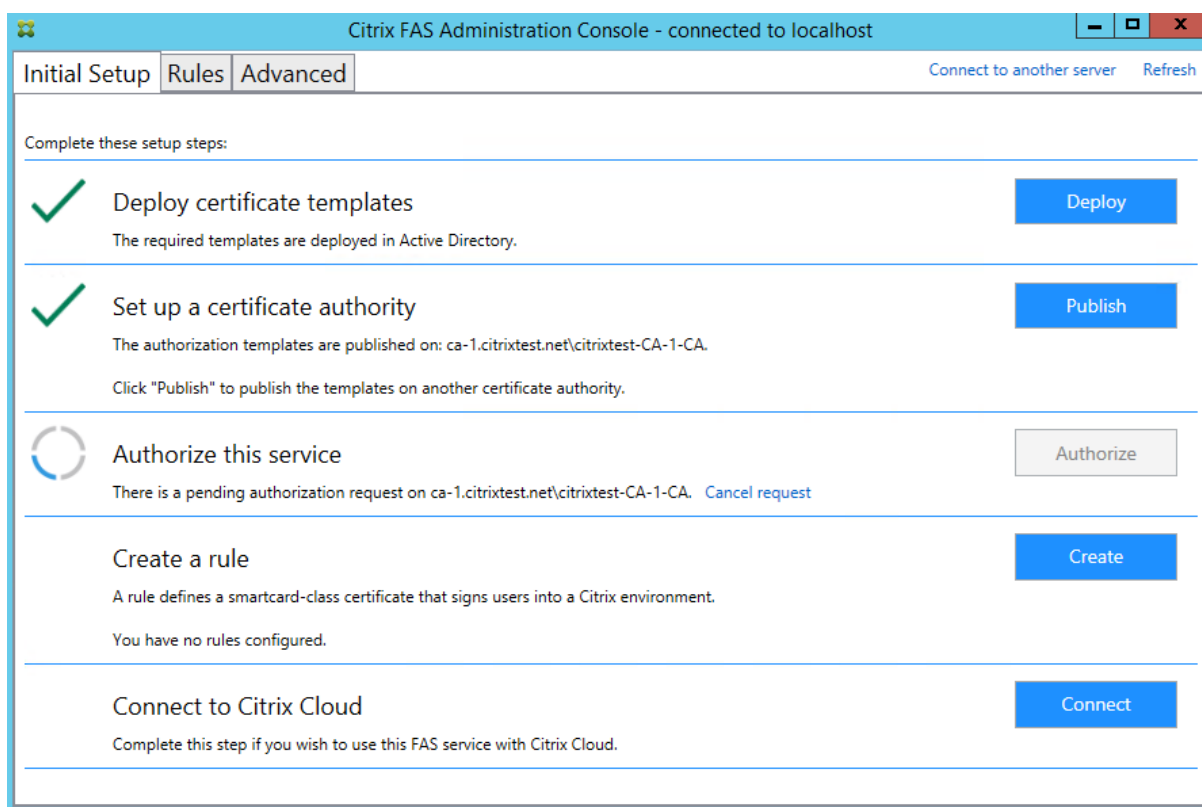 Citrix FAS Administration Console - connected to localhost
Initial Setup Rules Advanced Connect to another server Refresh
Complete these setup steps:
Deploy certificate templates Deploy
The required templates are deployed in Active Directory.
Set up a certificate authority Publish
The authorization templates are published on: ca-1.citrixtest.net\citrixtest-CA-1-CA.
Click "Publish" to publish the templates on another certificate authority.
Authorize this service Authorize
There is a pending authorization request on ca-1.citrixtest.net\citrixtest-CA-1-CA. Cancel request
Create a rule Create
A rule defines a smartcard-class certificate that signs users into a Citrix environment.
You have no rules configured.
Connect to Citrix Cloud Connect
Complete this step if you wish to use this FAS service with Citrix Cloud.